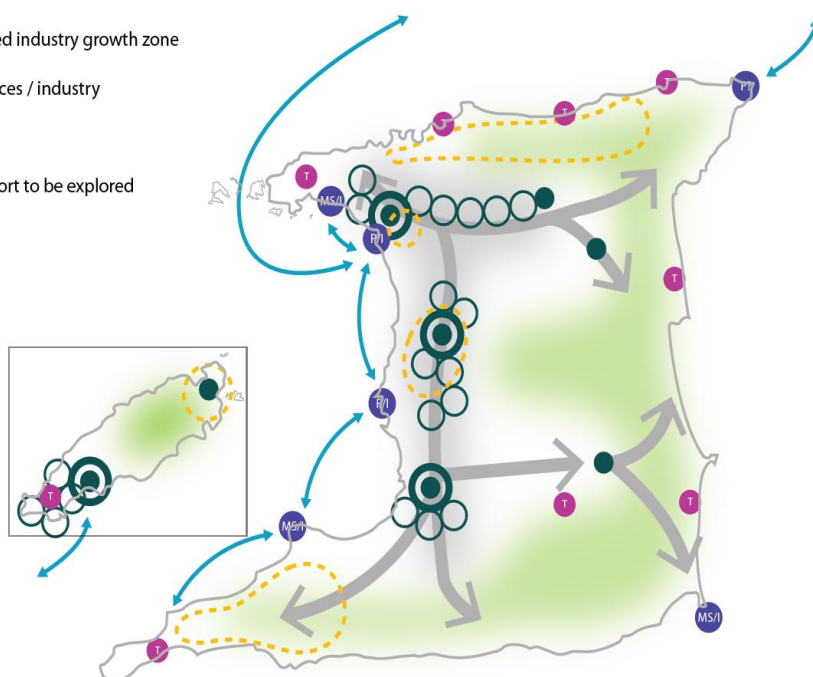 ed industry growth zone
ces / industry
ort to be explored
T
P?
T
T
T
MS/I
P/I
T
P/I
T
T
T
MS/I
MS/I
T